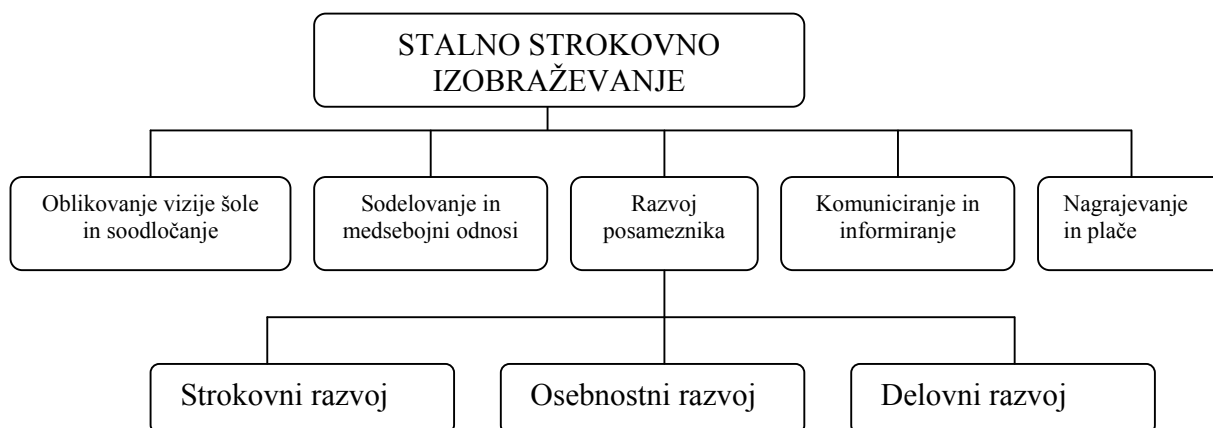 STALNO STROKOVNO
IZOBRAŽEVANJE
Oblikovanje vizije šole
in soodločanje
Sodelovanje in
medsebojni odnosi
Razvoj
posameznika
Komuniciranje in
informiranje
Nagrajevanje
in plače
Strokovni razvoj
Osebnostni razvoj
Delovni razvoj